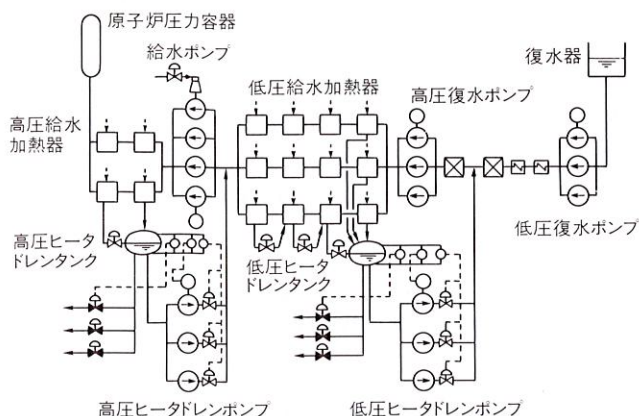 原子炉圧力容器
給水ポンプ
復水器
低圧給水加熱器
高圧復水ポンプ
高圧給水
加熱器
低圧復水ポンプ
高圧ヒータ
ドレンタンク
低圧ヒータ
ドレンタンク
高圧ヒータドレンポンプ
低圧ヒータドレンポンプ